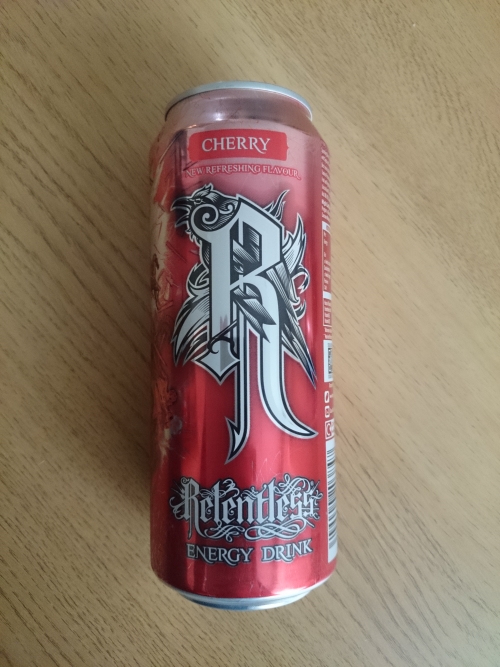 CHERRY
NEW REFRESHING FLAVOUR
R
Relentless
ENERGY DRINK